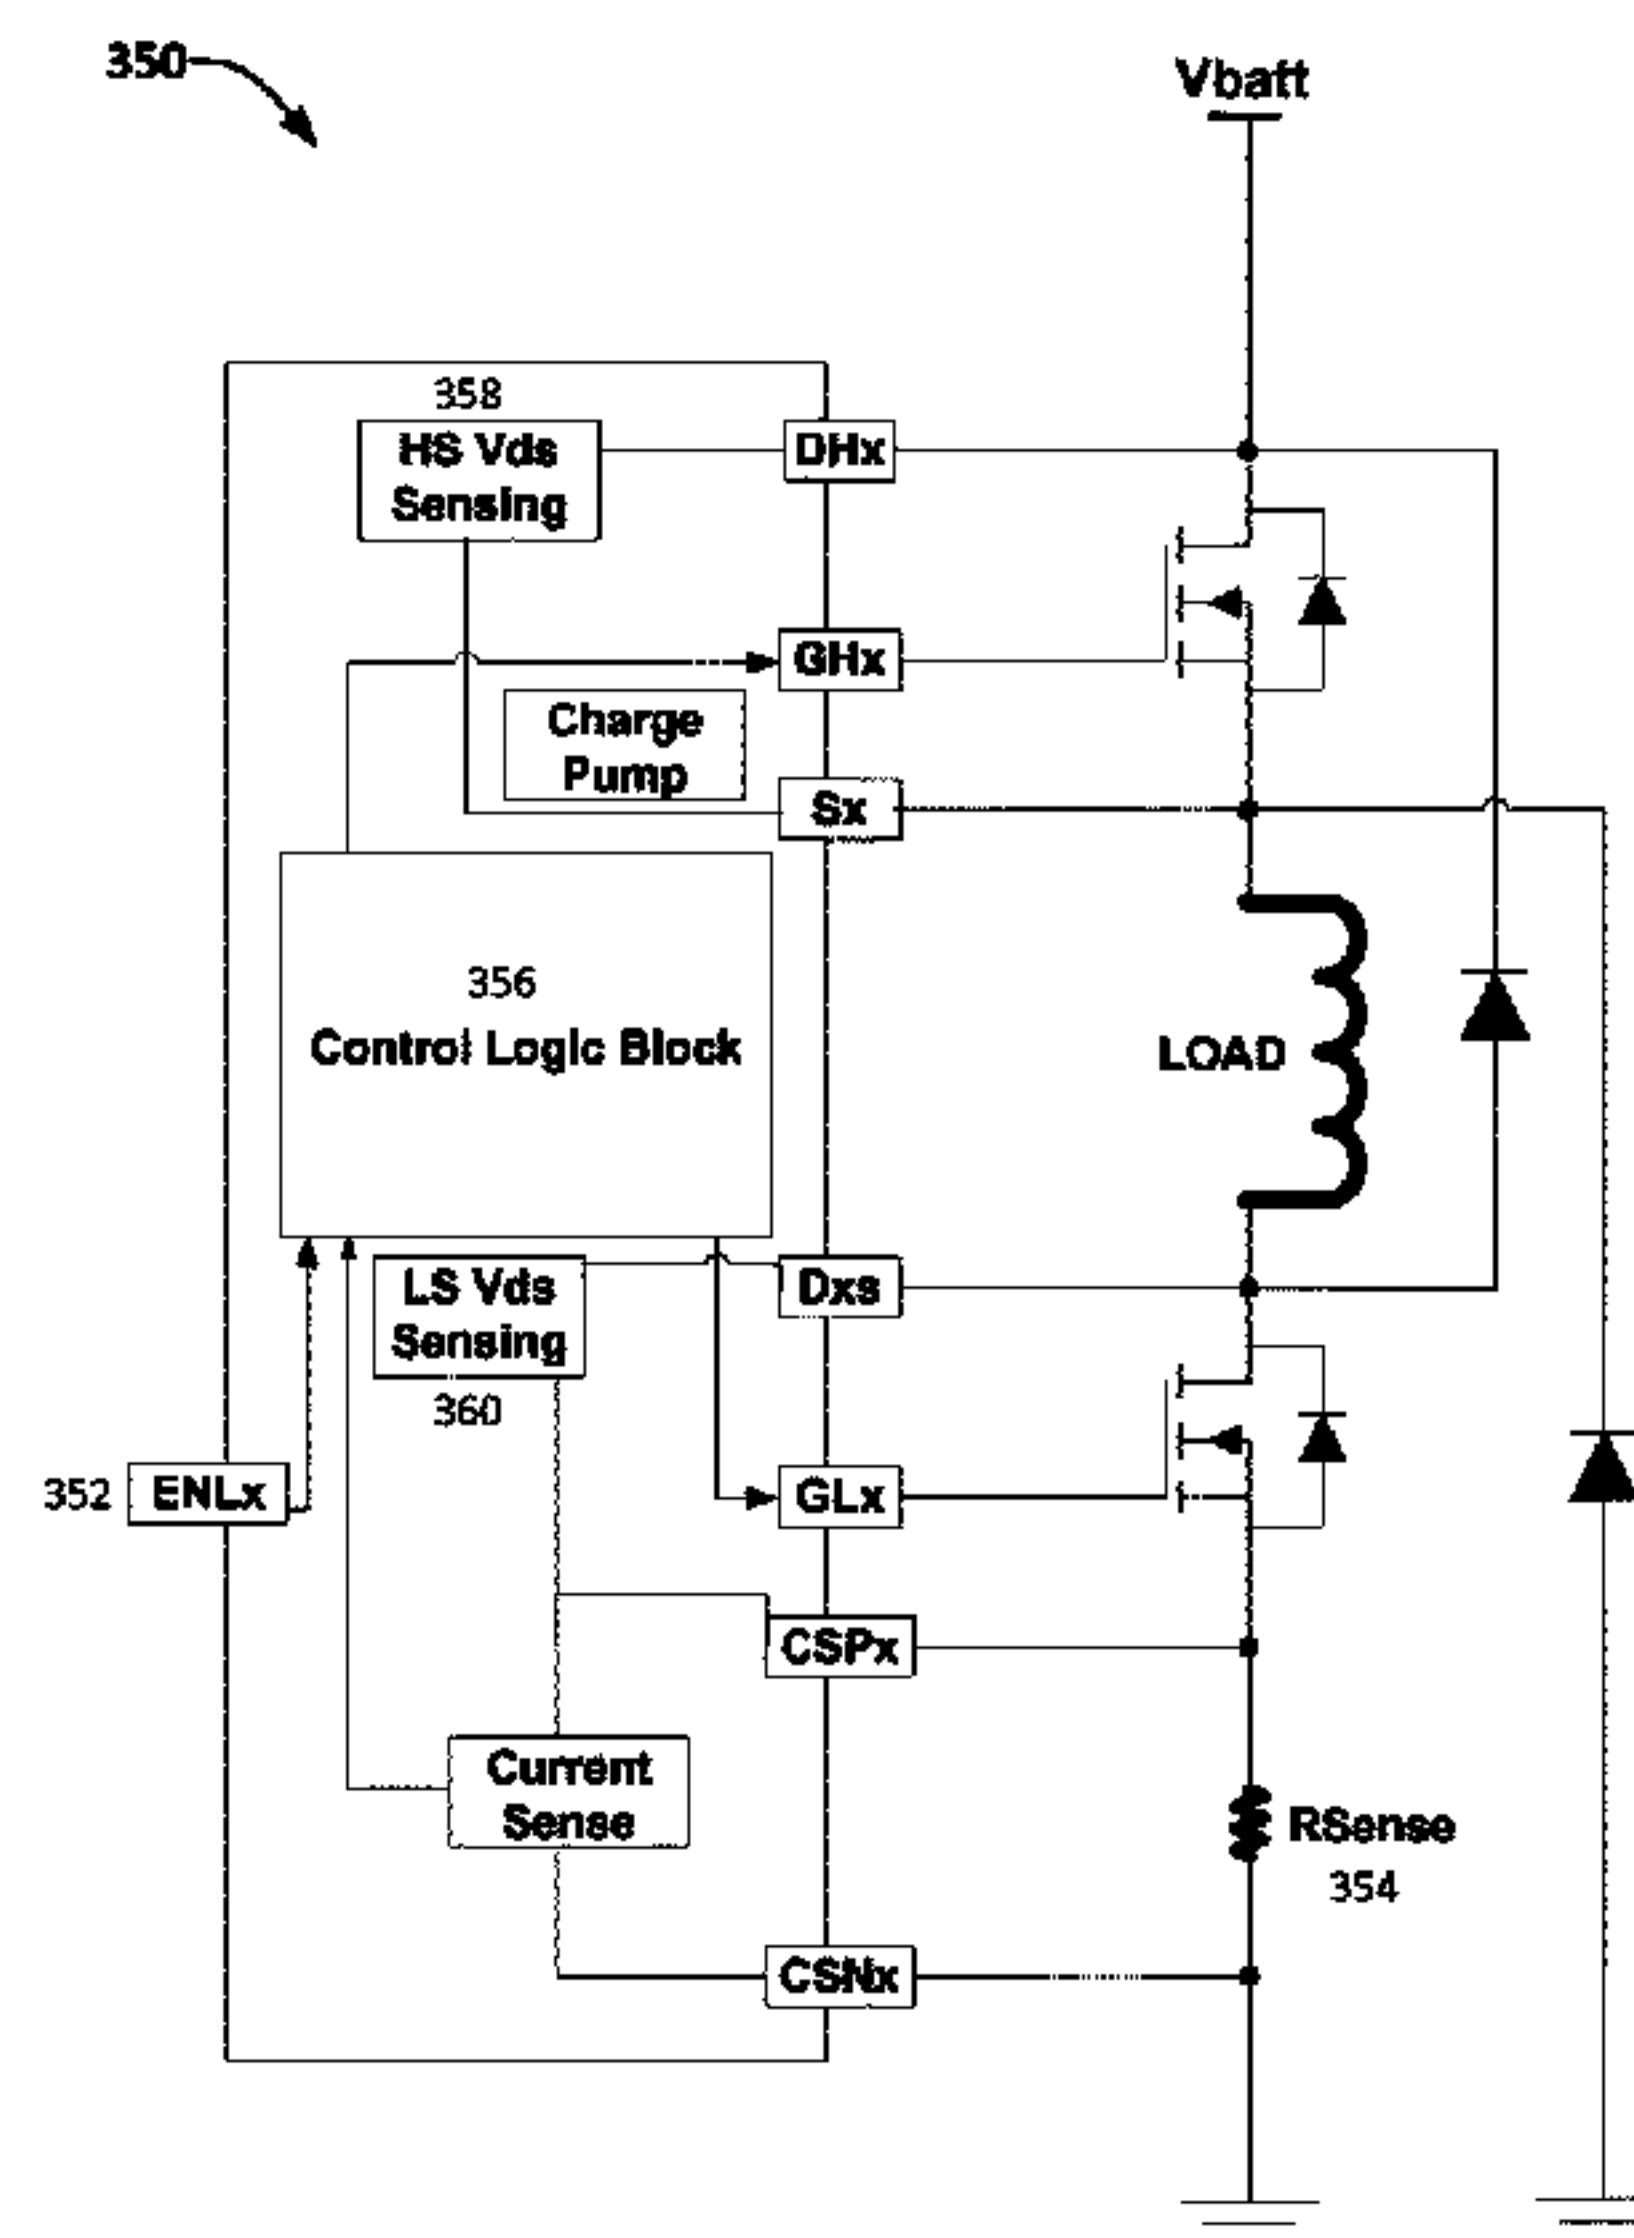 350
Vbatt
358
HS Vds
Sensing
DHx
GHx
Charge
Pump
Sx
356
Control Logic Block
LOAD
LS Vds
Sensing
360
Dxs
352
ENLx
GLx
CSPx
Current
Sense
RSense
354
CSNx